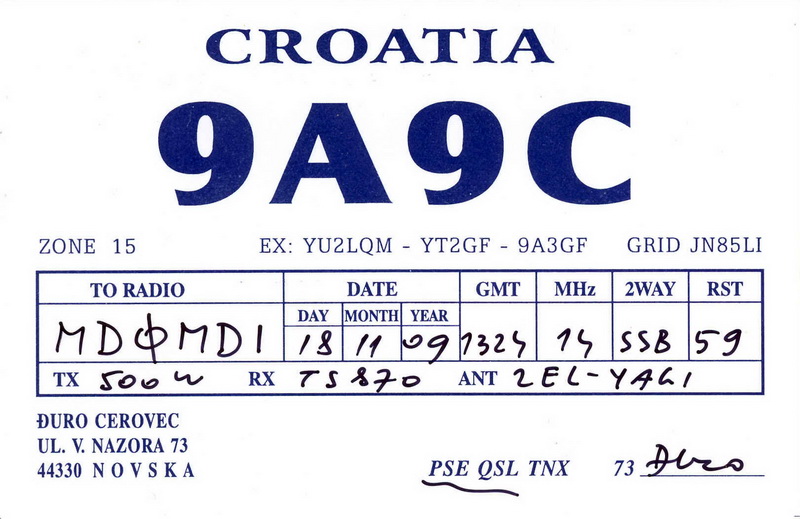 CROATIA
9A9C
ZONE 15 EX: YU2LQM - YT2GF - 9A3GF GRID JN85LI
TO RADIO DATE GMT MHz 2WAY RST
DAY MONTH YEAR
MDØMDI 18 11 09 1324 14 SSB 59
TX 500W RX TS870 ANT 2EL-YAGI
ĐURO CEROVEC
UL. V. NAZORA 73
44330 NOVSKA
PSE QSL TNX 73 Đuro